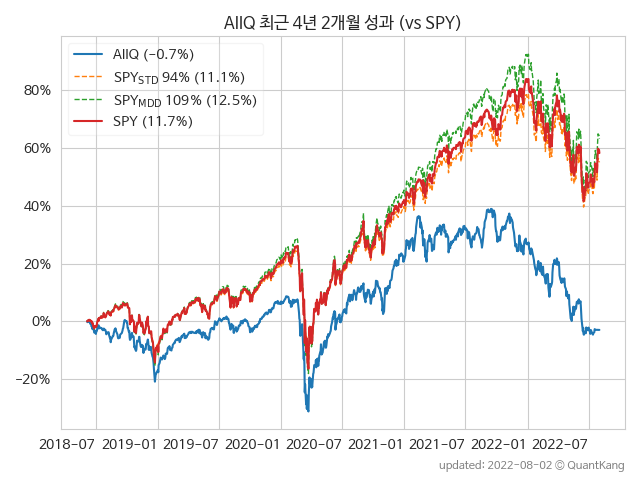 AIIQ 최근 4년 2개월 성과 (vs SPY)
AIIQ (−0.7%)
SPY_STD 94% (11.1%)
SPY_MDD 109% (12.5%)
SPY (11.7%)
80%
60%
40%
20%
0%
−20%
2018-07 2019-01 2019-07 2020-01 2020-07 2021-01 2021-07 2022-01 2022-07
updated: 2022-08-02 © QuantKang